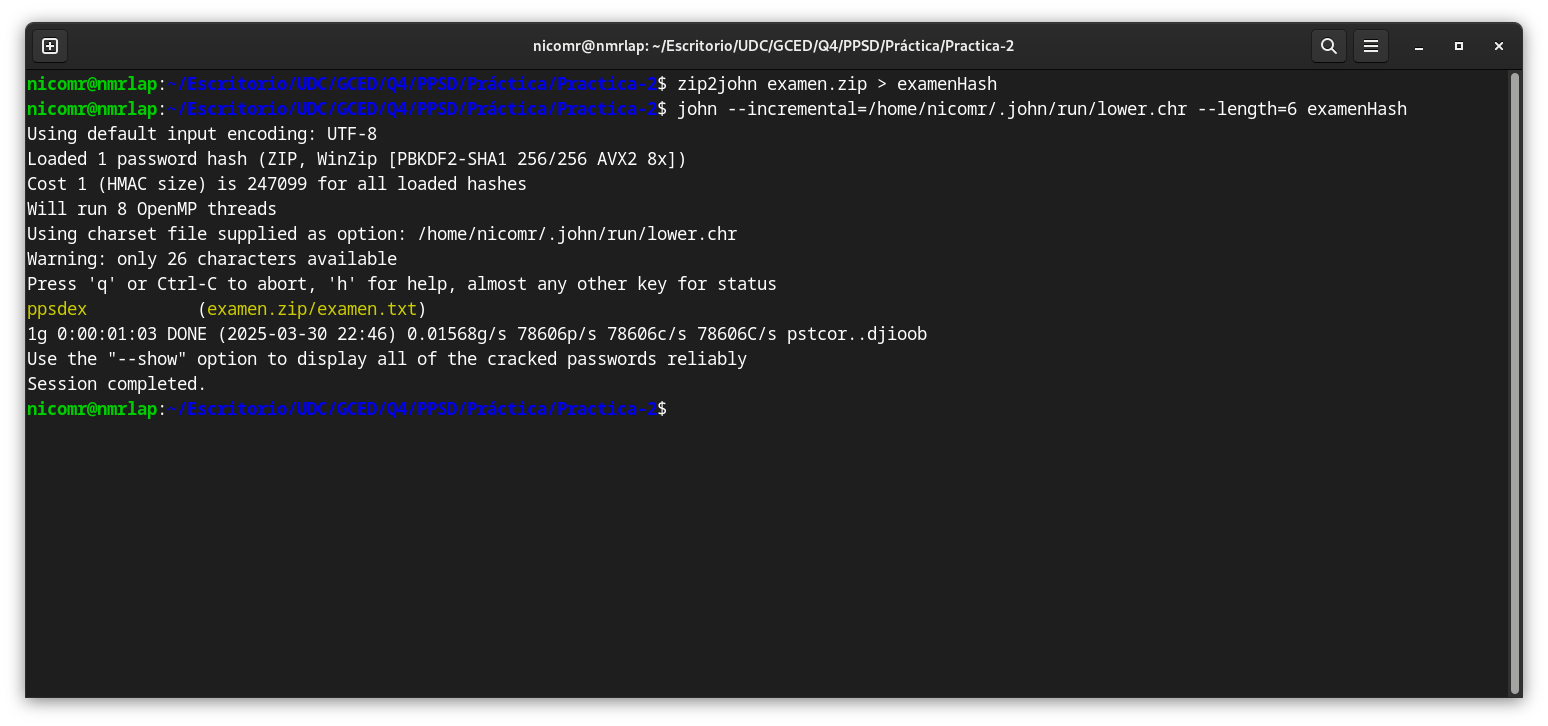 nicomr@nmrlap: ~/Escritorio/UDC/GCED/Q4/PPSD/Práctica/Practica-2
nicomr@nmrlap:~/Escritorio/UDC/GCED/Q4/PPSD/Práctica/Practica-2$ zip2john examen.zip > examenHash
nicomr@nmrlap:~/Escritorio/UDC/GCED/Q4/PPSD/Práctica/Practica-2$ john --incremental=/home/nicomr/.john/run/lower.chr --length=6 examenHash
Using default input encoding: UTF-8
Loaded 1 password hash (ZIP, WinZip [PBKDF2-SHA1 256/256 AVX2 8x])
Cost 1 (HMAC size) is 247099 for all loaded hashes
Will run 8 OpenMP threads
Using charset file supplied as option: /home/nicomr/.john/run/lower.chr
Warning: only 26 characters available
Press 'q' or Ctrl-C to abort, 'h' for help, almost any other key for status
ppsdex           (examen.zip/examen.txt)
1g 0:00:01:03 DONE (2025-03-30 22:46) 0.01568g/s 78606p/s 78606c/s 78606C/s pstcor..djioob
Use the "--show" option to display all of the cracked passwords reliably
Session completed.
nicomr@nmrlap:~/Escritorio/UDC/GCED/Q4/PPSD/Práctica/Practica-2$